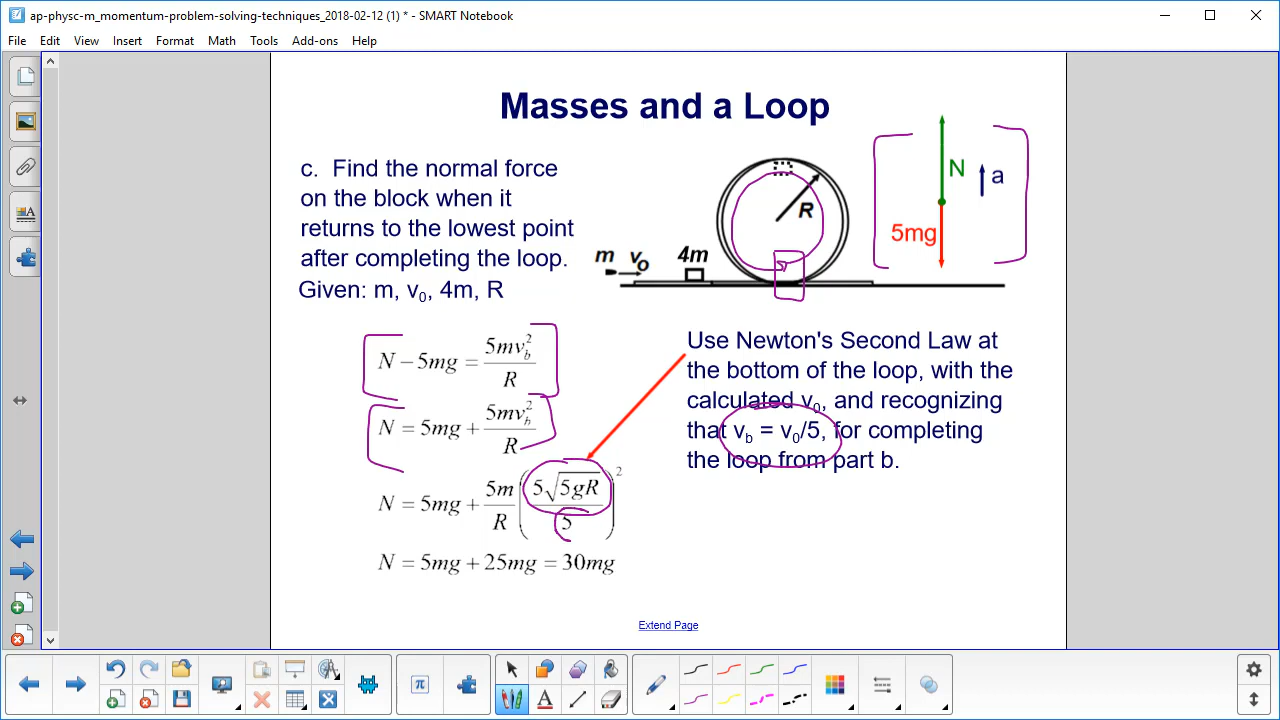 ap-physc-m_momentum-problem-solving-techniques_2018-02-12 (1) * - SMART Notebook
File Edit View Insert Format Math Tools Add-ons Help
Masses and a Loop
c. Find the normal force
on the block when it
returns to the lowest point
after completing the loop.
Given: m, v₀, 4m, R
m v₀ 4m R
N a
5mg
N − 5mg = 5mv_b²/R
N = 5mg + 5mv_b²/R
N = 5mg + 5m/R (5√5gR/5)²
N = 5mg + 25mg = 30mg
Use Newton's Second Law at
the bottom of the loop, with the
calculated v₀, and recognizing
that v_b = v₀/5, for completing
the loop from part b.
Extend Page
π
A